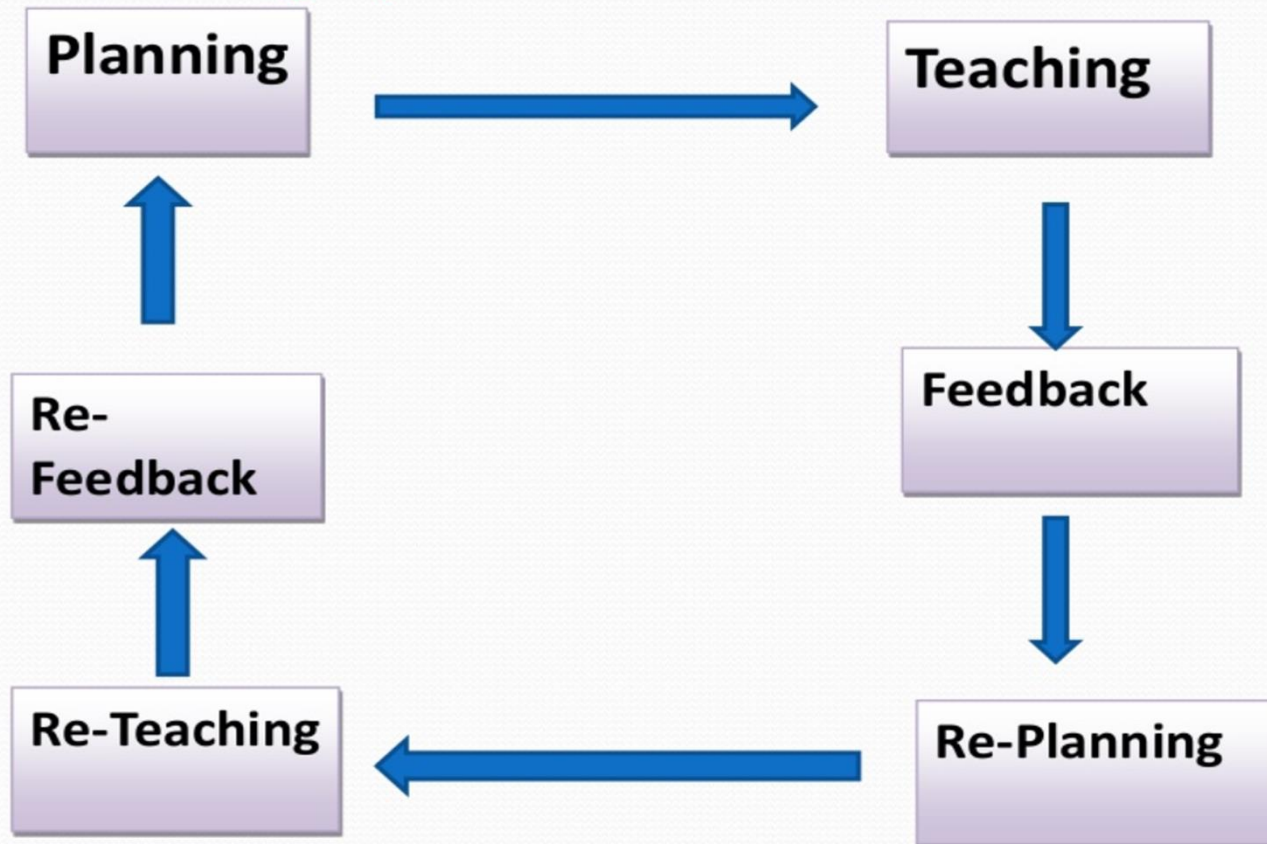 Planning
Teaching
Feedback
Re-Planning
Re-Teaching
Re-
Feedback